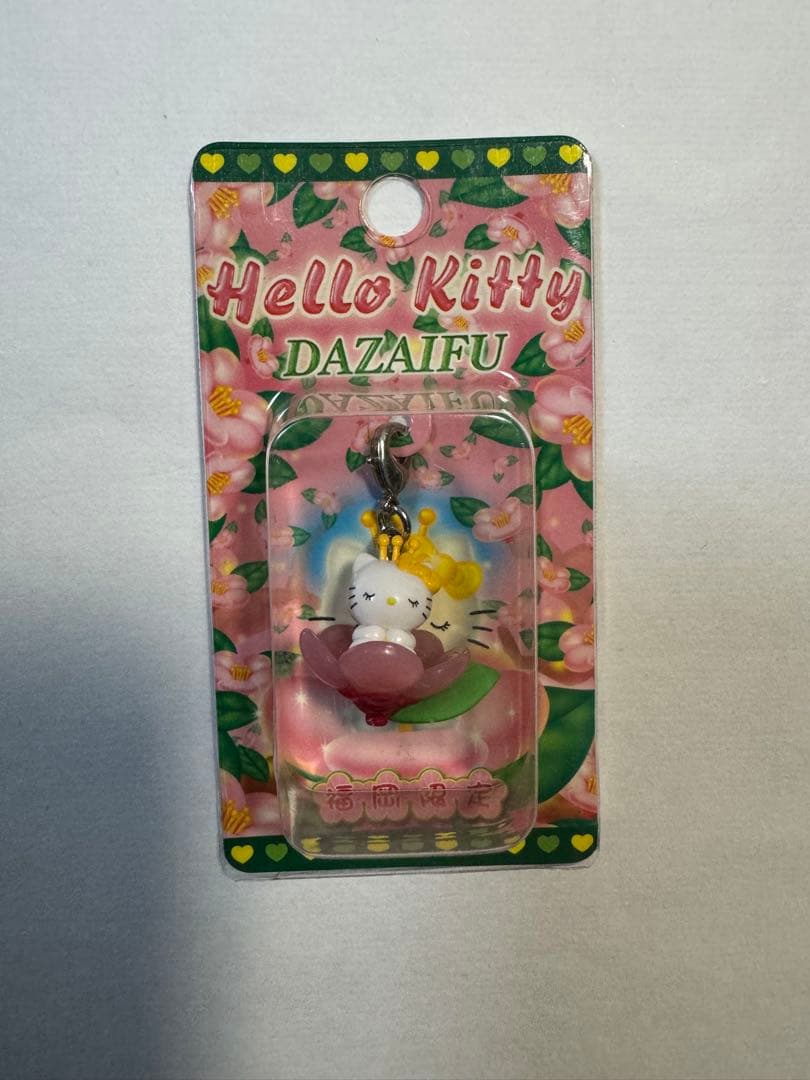 Hello Kitty
DAZAIFU
福岡限定